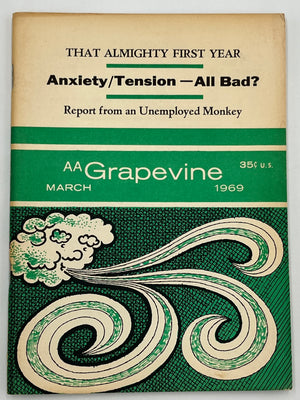 THAT ALMIGHTY FIRST YEAR
Anxiety/Tension—All Bad?
Report from an Unemployed Monkey
AA Grapevine 35¢ U.S.
MARCH 1969